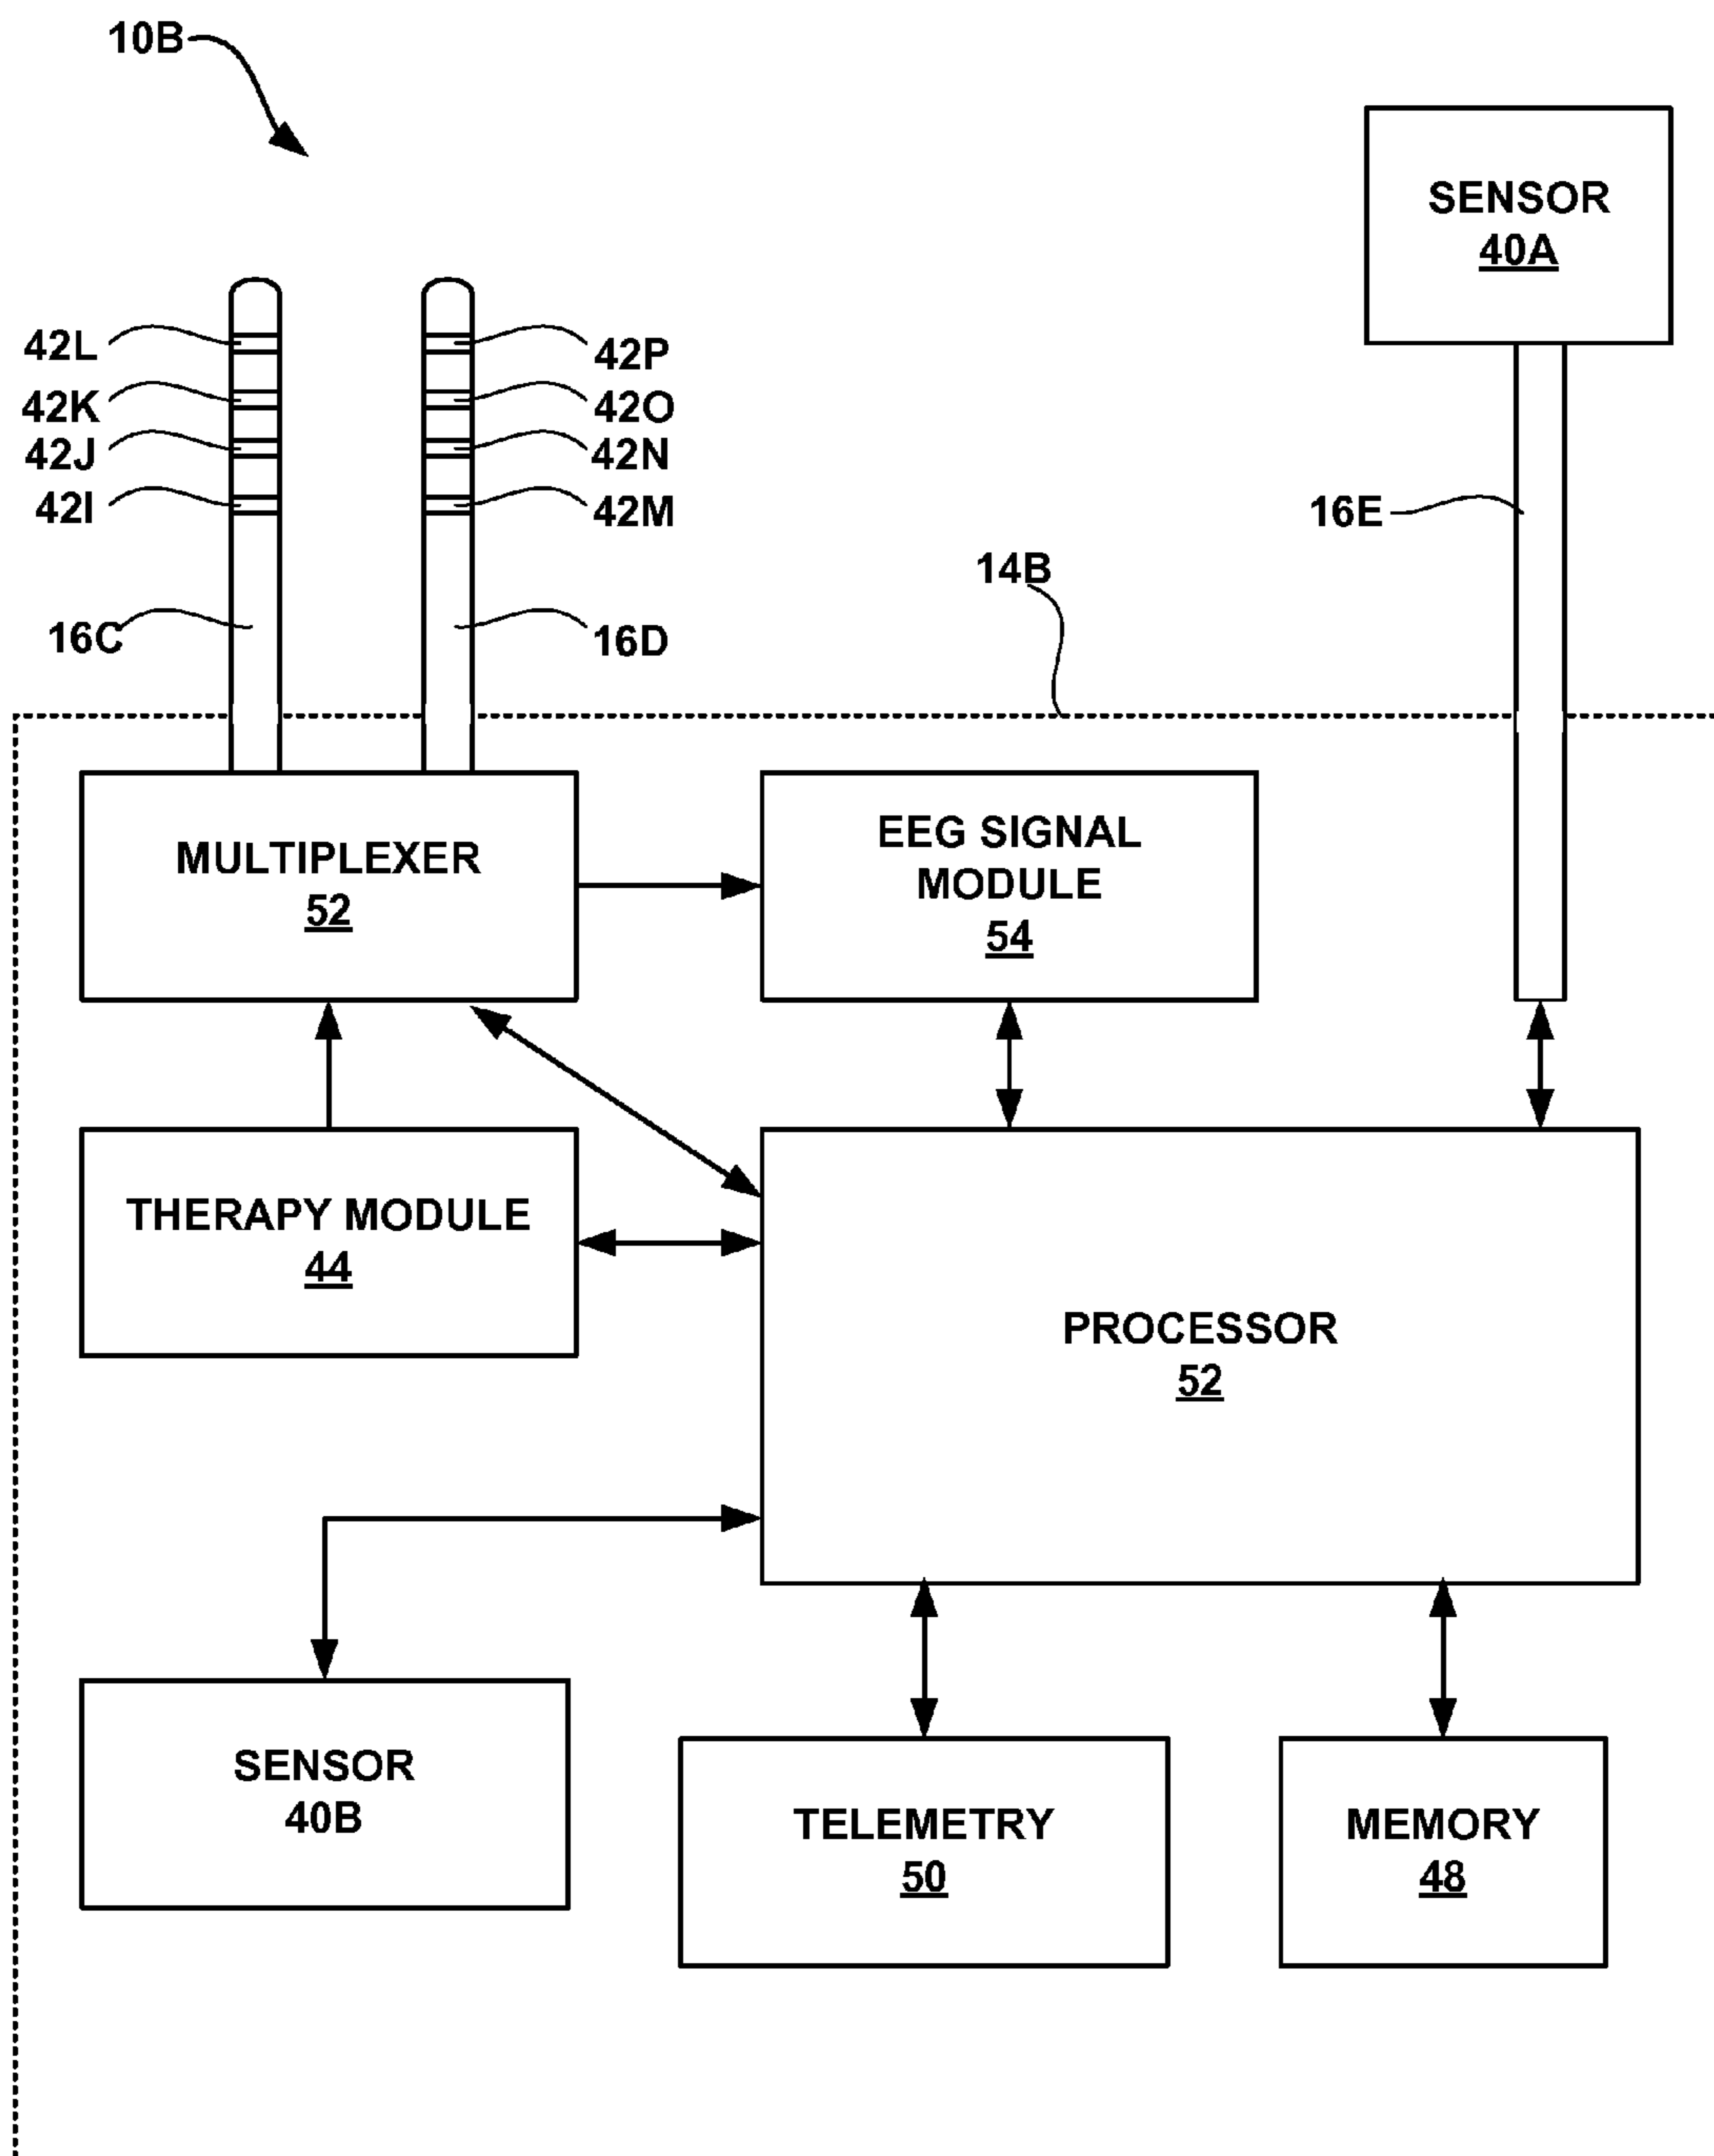 10B
SENSOR
40A
42L
42P
42K
42O
42J
42N
42I
42M
16E
14B
16C
16D
MULTIPLEXER
52
EEG SIGNAL
MODULE
54
THERAPY MODULE
44
PROCESSOR
52
SENSOR
40B
TELEMETRY
50
MEMORY
48